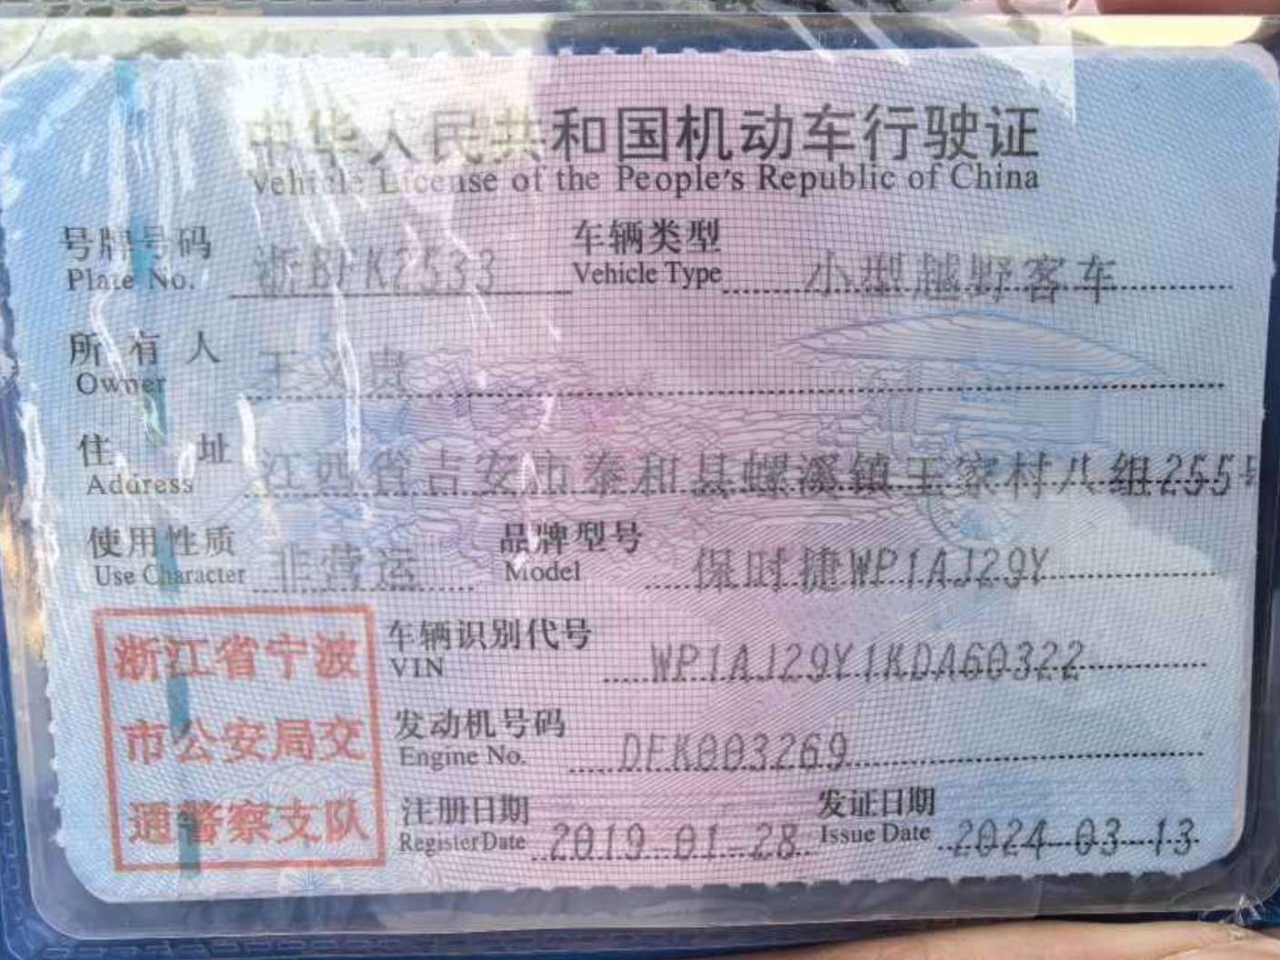 中华人民共和国机动车行驶证
Vehicle License of the People's Republic of China
号牌号码 浙BFK2533 车辆类型 小型越野客车
Plate No. Vehicle Type
所有人 王文贵
Owner
住址 江西省吉安市泰和县螺溪镇王家村八组255号
Address
使用性质 非营运 品牌型号 保时捷WP1AJ29Y
Use Character Model
浙江省宁波
市公安局交
通警察支队
车辆识别代号 WP1AJ29Y1KDA60322
VIN
发动机号码 DFK003269
Engine No.
注册日期 2019-01-28 发证日期 2024-03-13
Register Date Issue Date